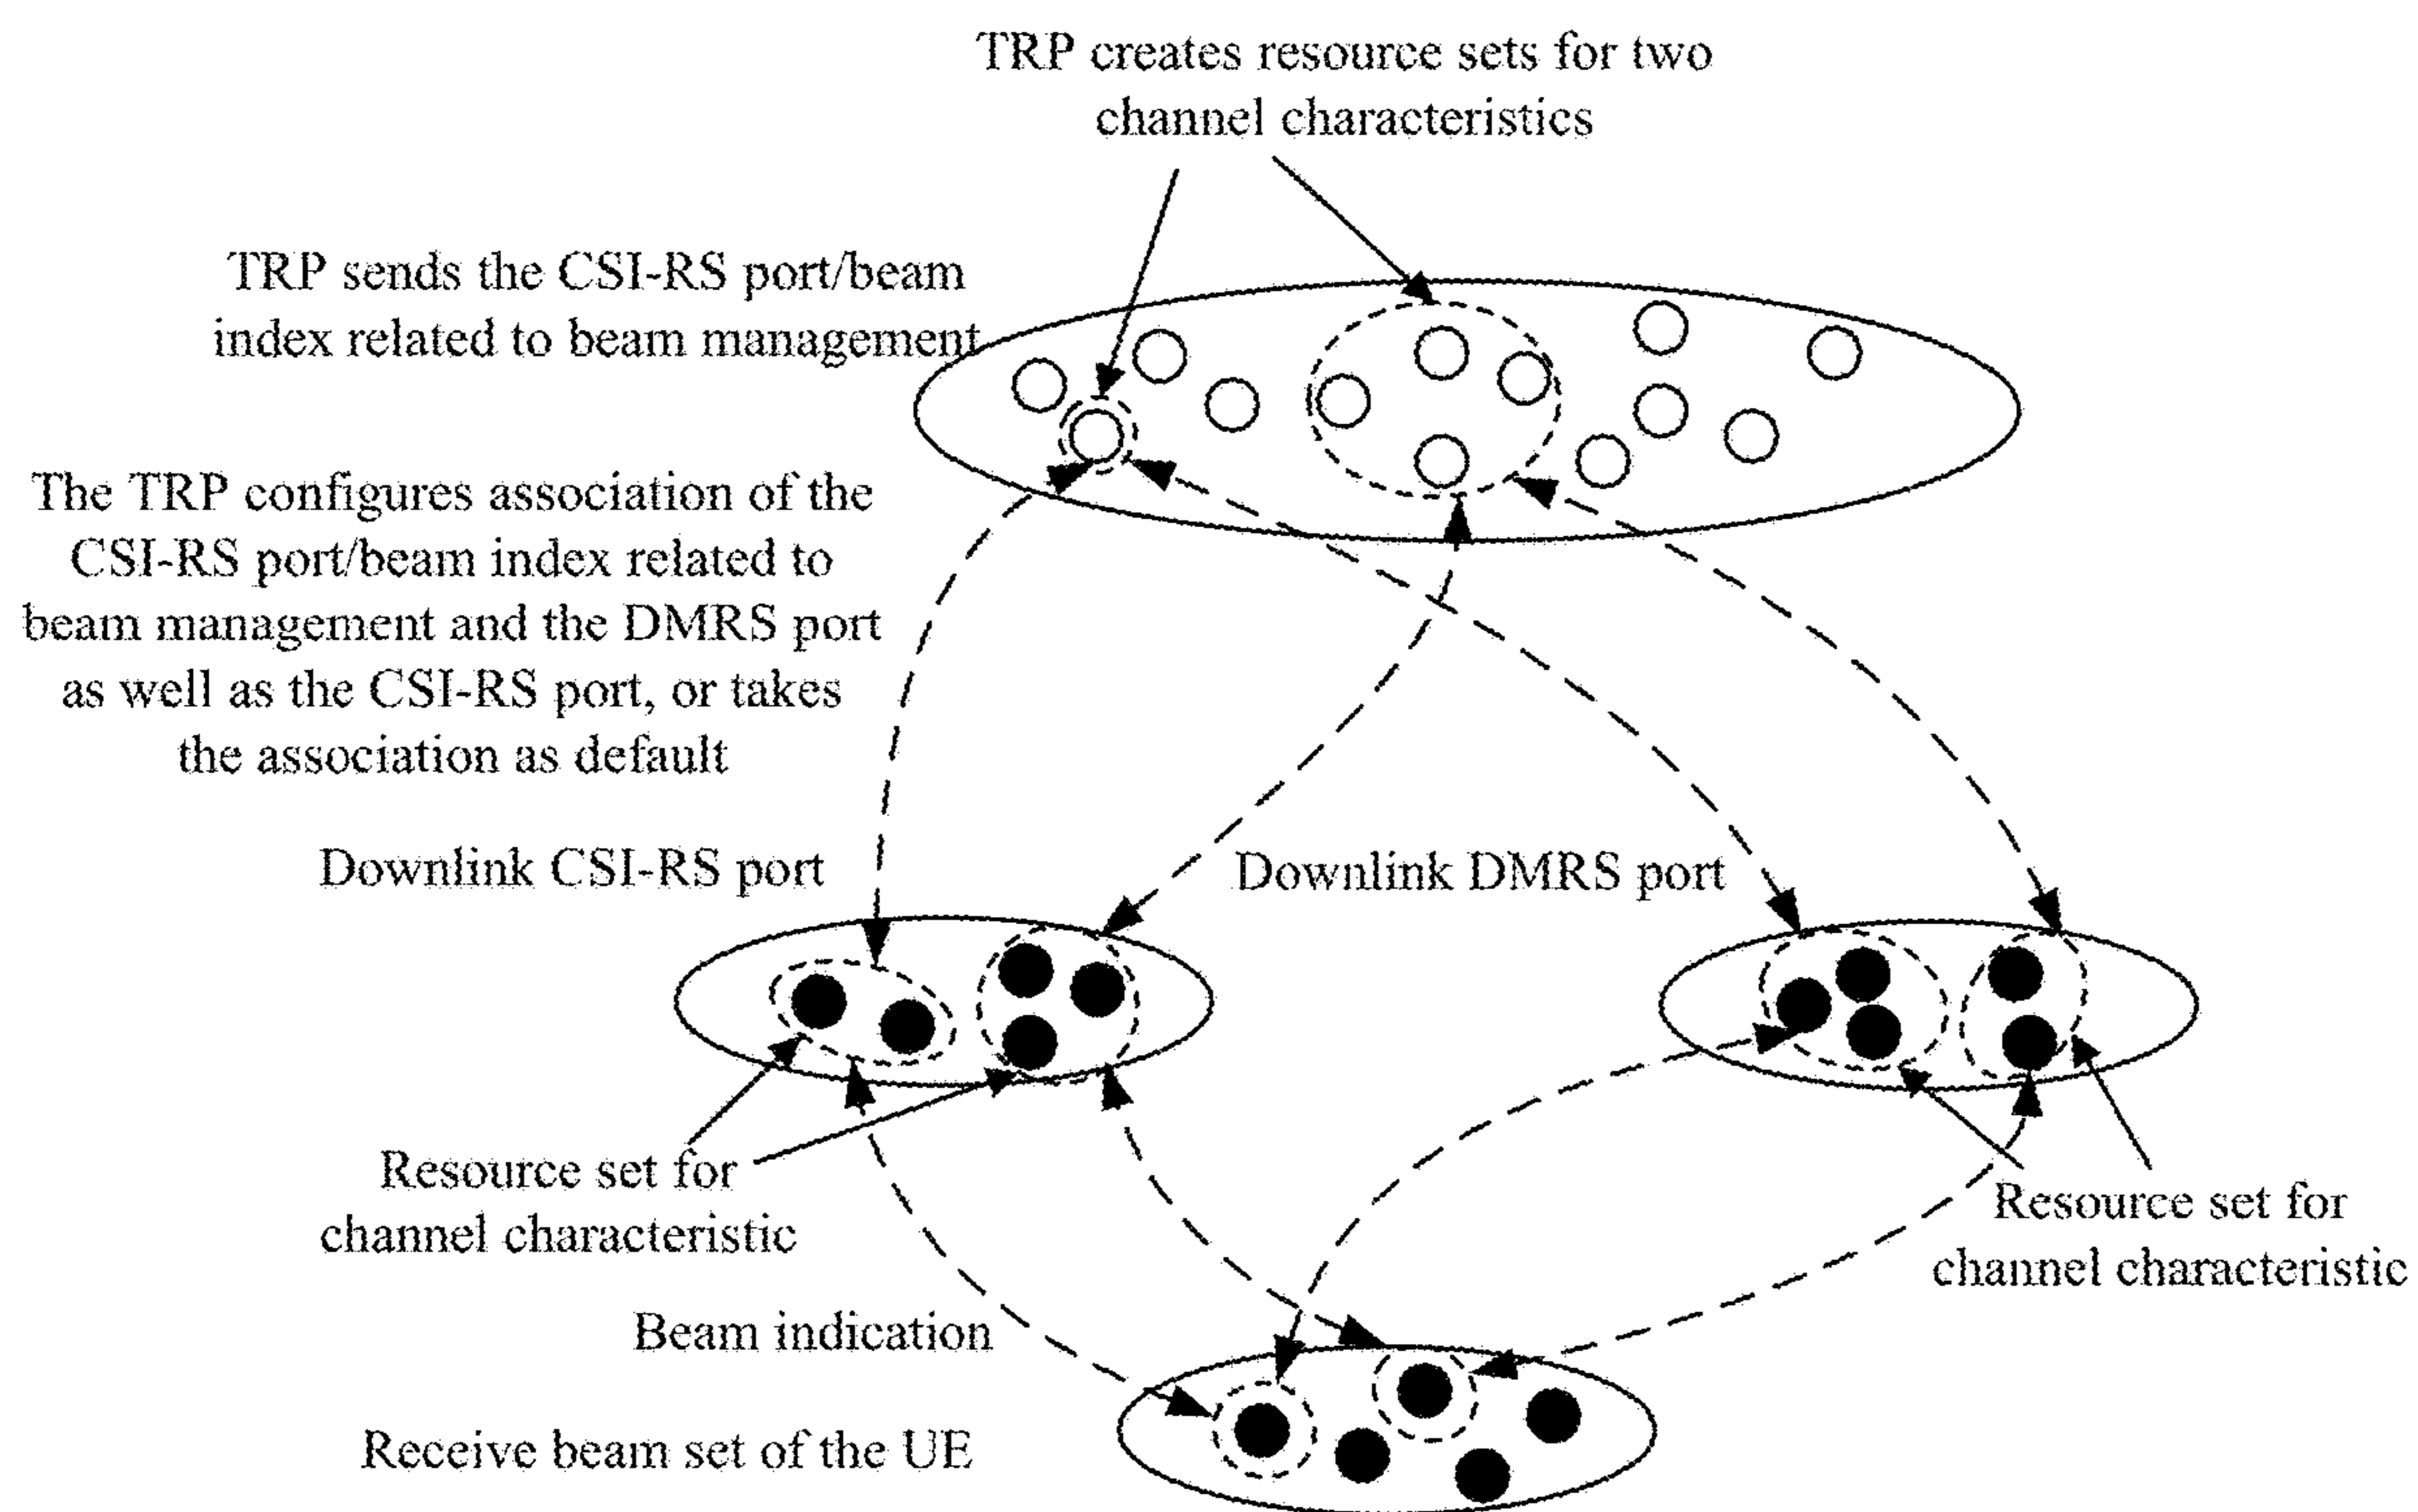 TRP creates resource sets for two
channel characteristics
TRP sends the CSI-RS port/beam
index related to beam management
The TRP configures association of the
CSI-RS port/beam index related to
beam management and the DMRS port
as well as the CSI-RS port, or takes
the association as default
Downlink CSI-RS port
Downlink DMRS port
Resource set for
channel characteristic
Resource set for
channel characteristic
Beam indication
Receive beam set of the UE